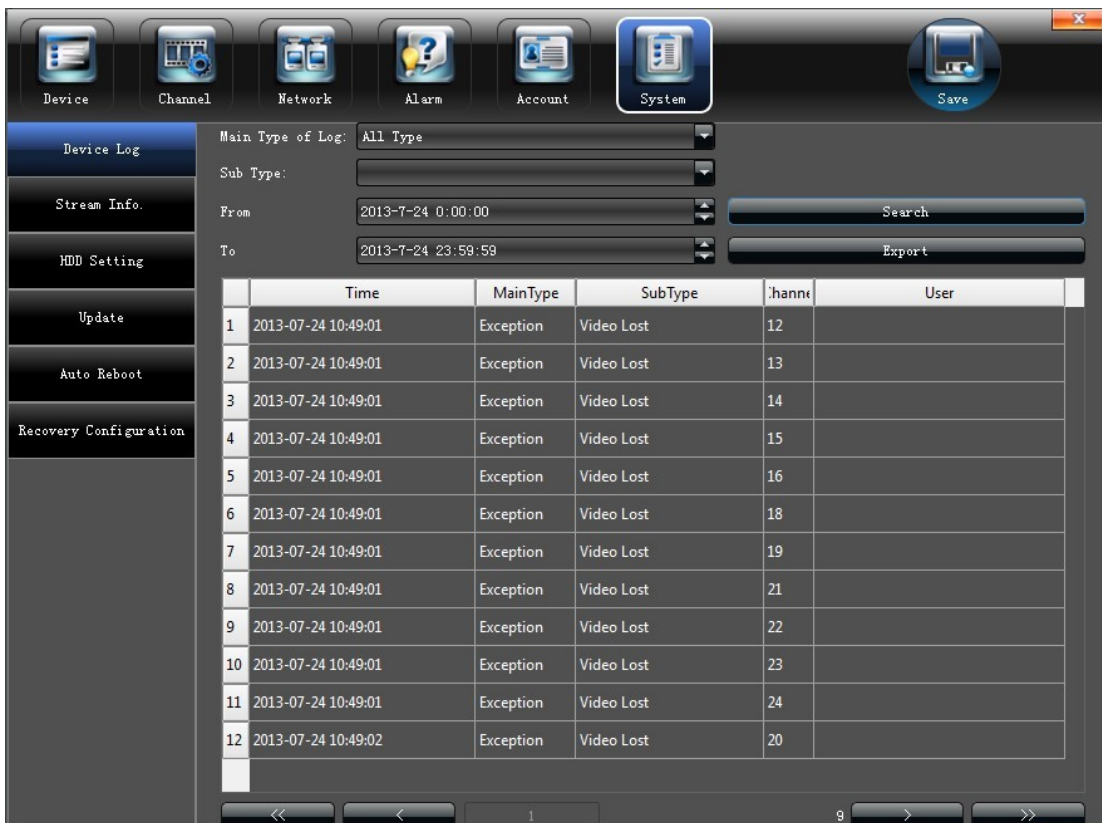 Device Channel Network Alarm Account System Save
Device Log
Stream Info.
HDD Setting
Update
Auto Reboot
Recovery Configuration
Main Type of Log: All Type
Sub Type:
From 2013-7-24 0:00:00 Search
To 2013-7-24 23:59:59 Export
Time MainType SubType Channe User
1 2013-07-24 10:49:01 Exception Video Lost 12
2 2013-07-24 10:49:01 Exception Video Lost 13
3 2013-07-24 10:49:01 Exception Video Lost 14
4 2013-07-24 10:49:01 Exception Video Lost 15
5 2013-07-24 10:49:01 Exception Video Lost 16
6 2013-07-24 10:49:01 Exception Video Lost 18
7 2013-07-24 10:49:01 Exception Video Lost 19
8 2013-07-24 10:49:01 Exception Video Lost 21
9 2013-07-24 10:49:01 Exception Video Lost 22
10 2013-07-24 10:49:01 Exception Video Lost 23
11 2013-07-24 10:49:01 Exception Video Lost 24
12 2013-07-24 10:49:02 Exception Video Lost 20
<< < 1 9 > >>